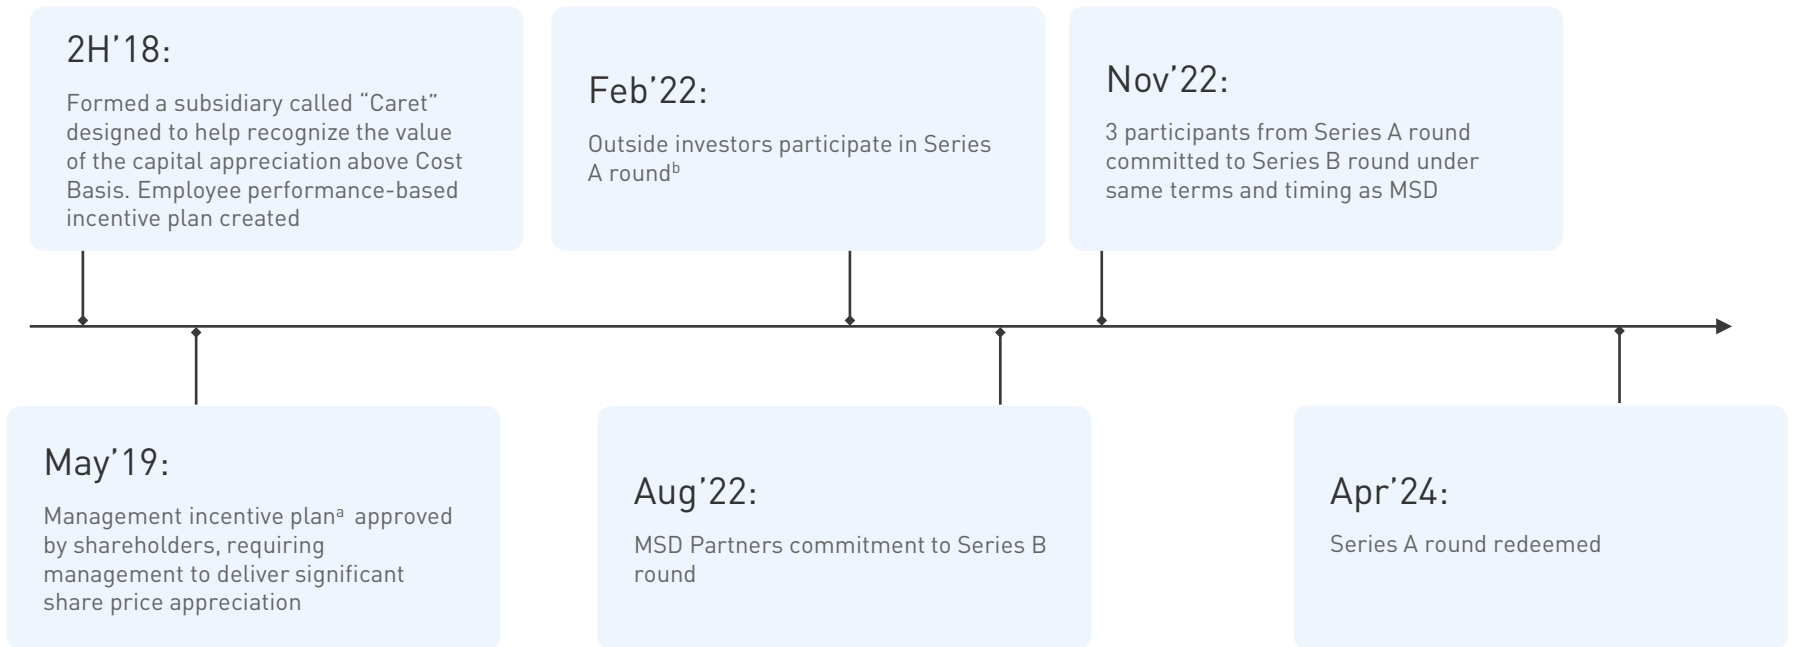 2H’18:
Formed a subsidiary called “Caret”
designed to help recognize the value
of the capital appreciation above Cost
Basis. Employee performance-based
incentive plan created
Feb’22:
Outside investors participate in Series
A roundᵇ
Nov’22:
3 participants from Series A round
committed to Series B round under
same terms and timing as MSD
May’19:
Management incentive planᵃ approved
by shareholders, requiring
management to deliver significant
share price appreciation
Aug’22:
MSD Partners commitment to Series B
round
Apr’24:
Series A round redeemed